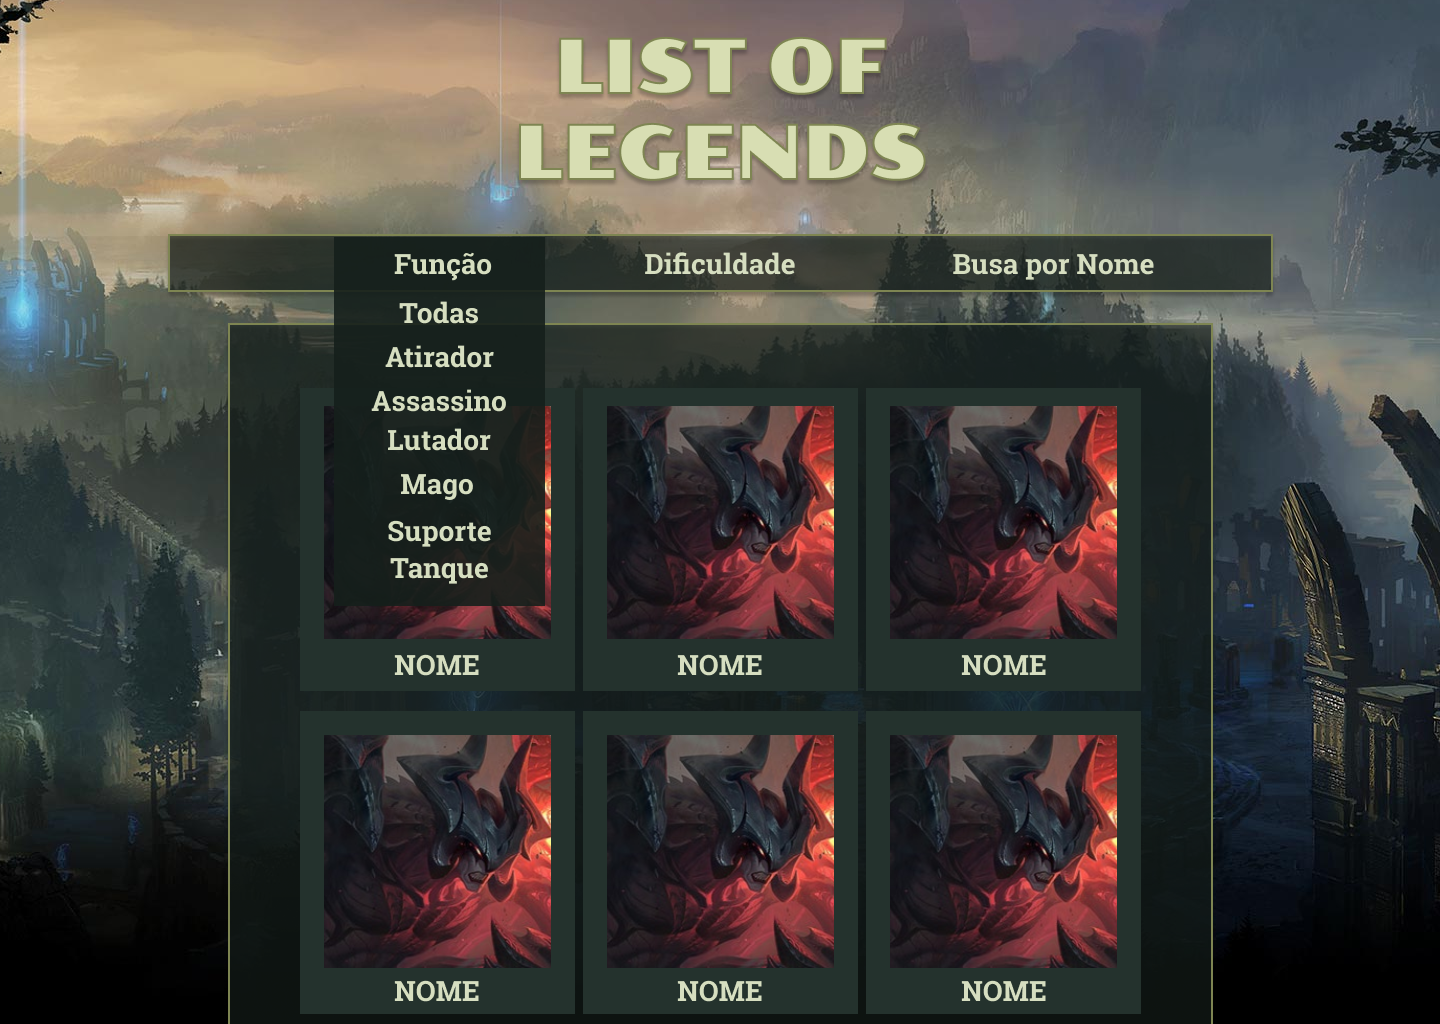 LIST OF
LEGENDS
Função
Dificuldade
Busa por Nome
Todas
Atirador
Assassino
Lutador
Mago
Suporte
Tanque
NOME
NOME
NOME
NOME
NOME
NOME